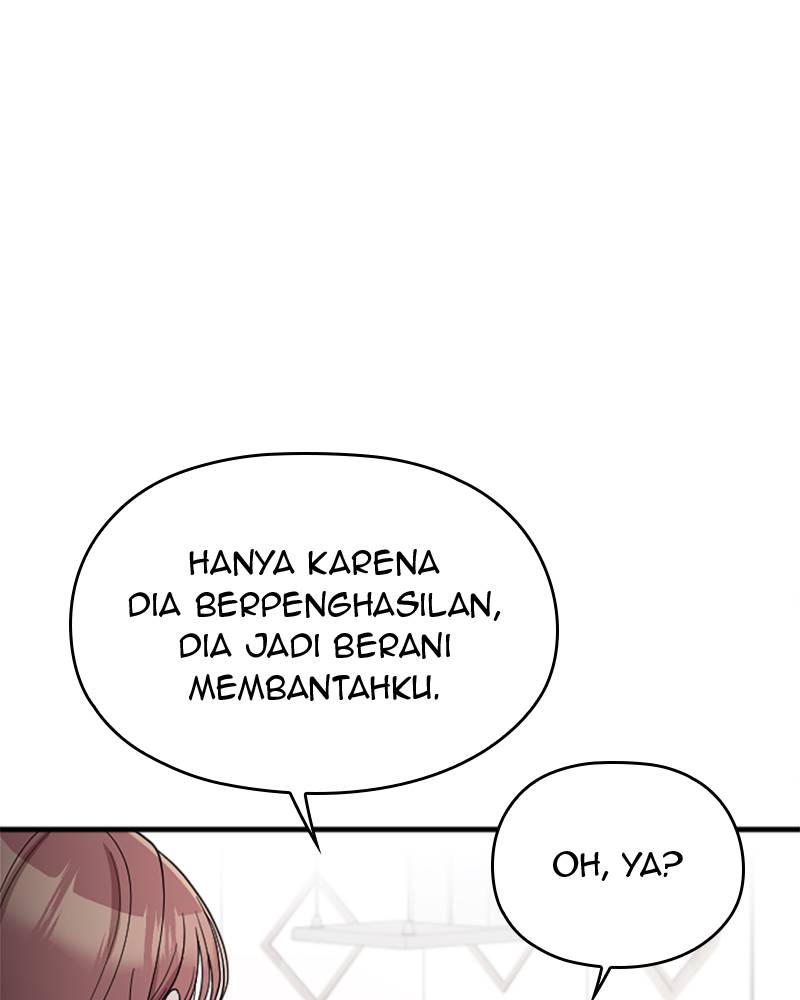 HANYA KARENA
DIA BERPENGHASILAN,
DIA JADI BERANI
MEMBANTAHKU.
OH, YA?